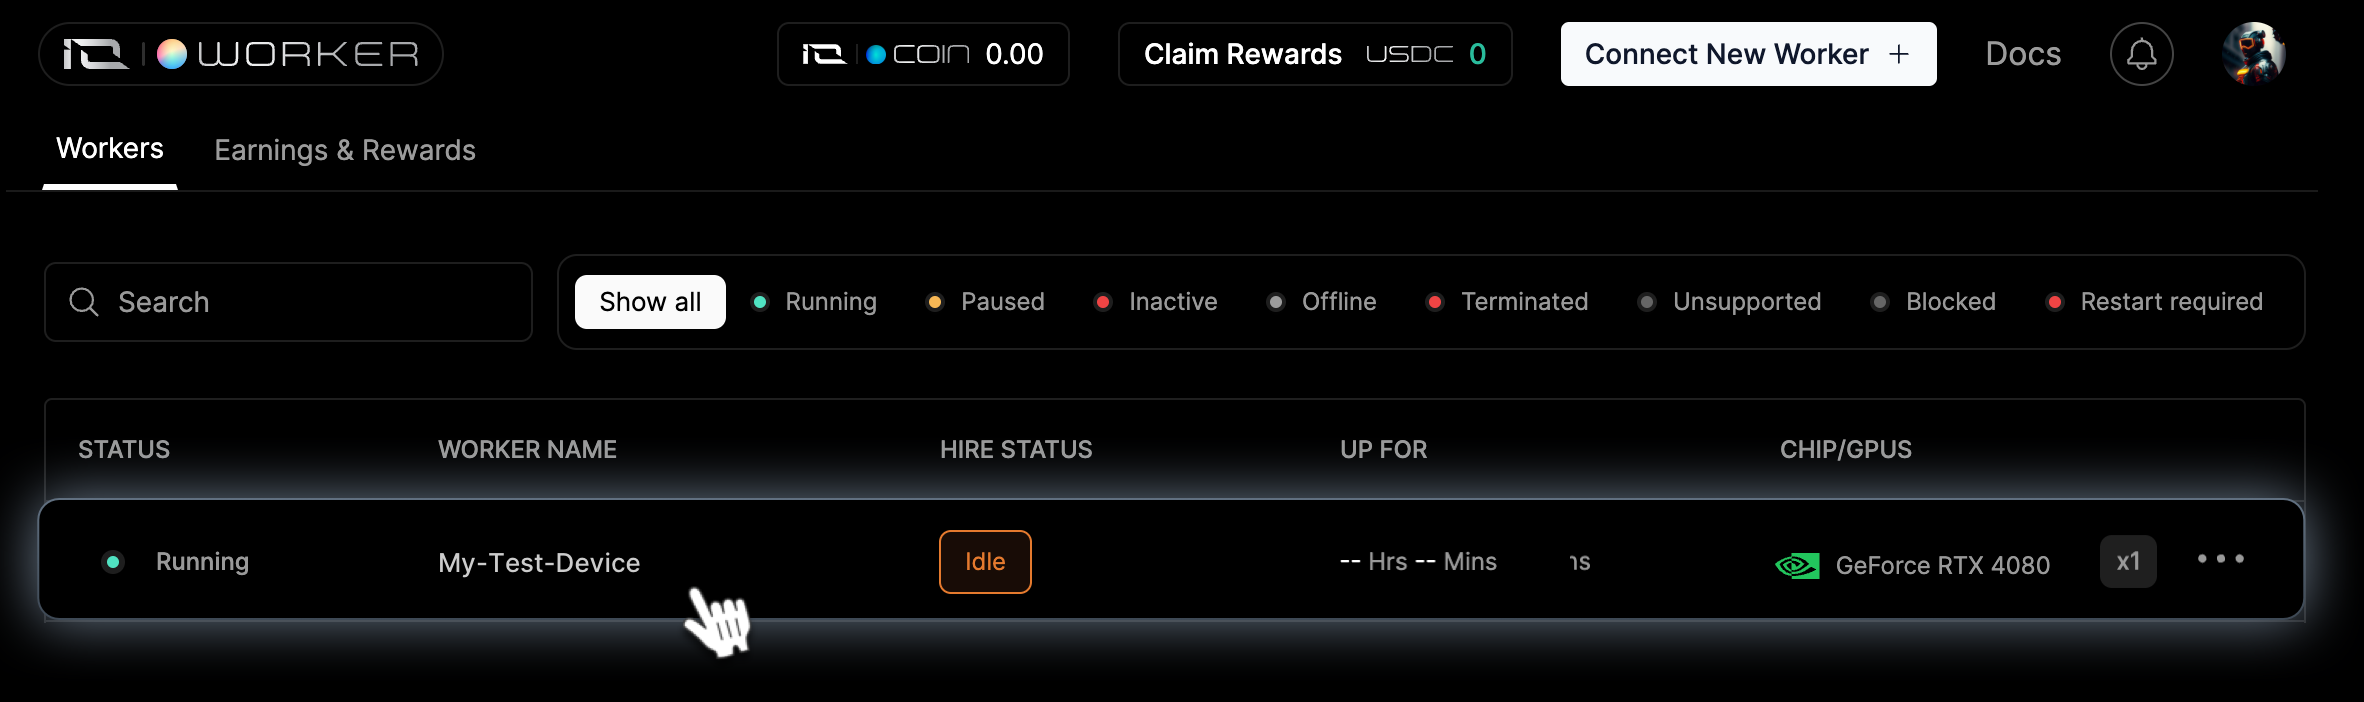 io | WORKER
io | COIN 0.00
Claim Rewards USDC 0
Connect New Worker +
Docs
Workers
Earnings & Rewards
Search
Show all
Running
Paused
Inactive
Offline
Terminated
Unsupported
Blocked
Restart required
STATUS
WORKER NAME
HIRE STATUS
UP FOR
CHIP/GPUS
Running
My-Test-Device
Idle
-- Hrs -- Mins
GeForce RTX 4080
x1